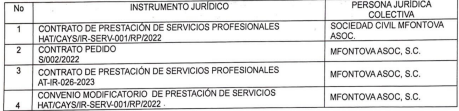 No INSTRUMENTO JURÍDICO PERSONA JURÍDICA
COLECTIVA
1 CONTRATO DE PRESTACIÓN DE SERVICIOS PROFESIONALES SOCIEDAD CIVIL MFONTOVA
HAT/CAYS/IR-SERV-001/RP/2022 ASOC.
2 CONTRATO PEDIDO MFONTOVA ASOC, S.C.
S/002/2022
3 CONTRATO DE PRESTACIÓN DE SERVICIOS PROFESIONALES MFONTOVA ASOC, S.C.
AT-IR-026-2023
CONVENIO MODIFICATORIO DE PRESTACIÓN DE SERVICIOS MFONTOVA ASOC, S.C.
4 HAT/CAYS/IR-SERV-001/RP/2022